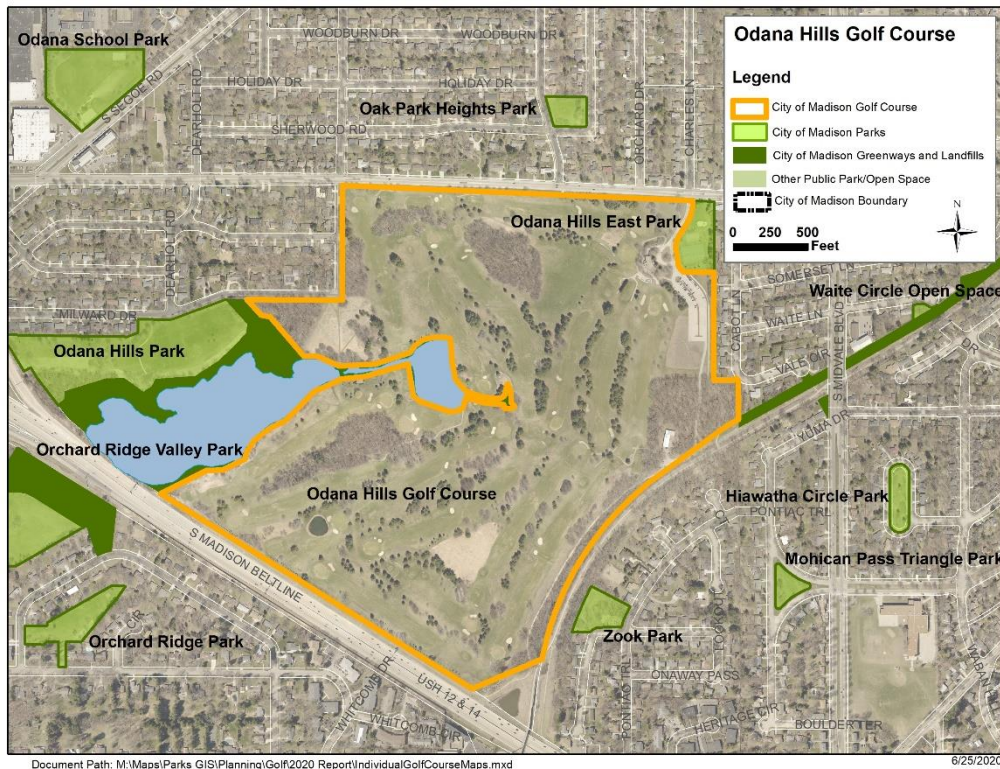 Odana Hills Golf Course
Legend
City of Madison Golf Course
City of Madison Parks
City of Madison Greenways and Landfills
Other Public Park/Open Space
City of Madison Boundary
N
0 250 500
Feet
Odana School Park
S SEGOE RD
WOODBURN DR
WOODBURN DR
HOLIDAY DR
HOLIDAY DR
DEARHOLT RD
SHERWOOD RD
Oak Park Heights Park
ORCHARD DR
CHARLES LN
Odana Hills East Park
DEARHOLT RD
MILWARD DR
Odana Hills Park
CABOT LN
SOMERSET LN
WAITE LN
Waite Circle Open Space
S MIDVALE BLVD
VALE CIR
DR
YUMA DR
Orchard Ridge Valley Park
Odana Hills Golf Course
Hiawatha Circle Park
PONTIAC TRL
CT
S MADISON BELTLINE
Mohican Pass Triangle Park
CIR
Orchard Ridge Park
Zook Park
PONTIAC TRL
ONAWAY PASS
USH 12 & 14
WHITCOMB DR
WHITCOMB CIR
HERITAGE CIR
BOULDER TER
Document Path: M:\Maps\Parks GIS\Planning\Golf\2020 Report\IndividualGolfCourseMaps.mxd
6/25/2020